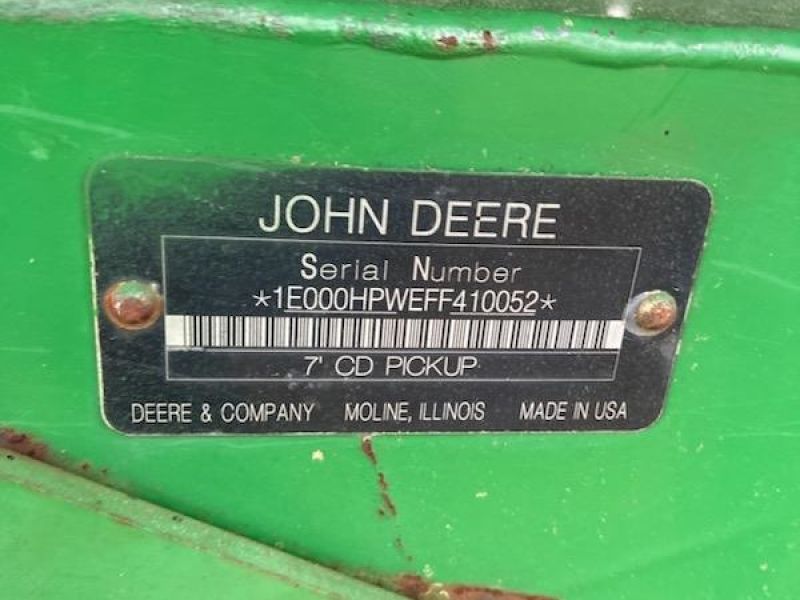 JOHN DEERE
Serial Number
*1E000HPWEFF410052*
7' CD PICKUP
DEERE & COMPANY MOLINE, ILLINOIS MADE IN USA